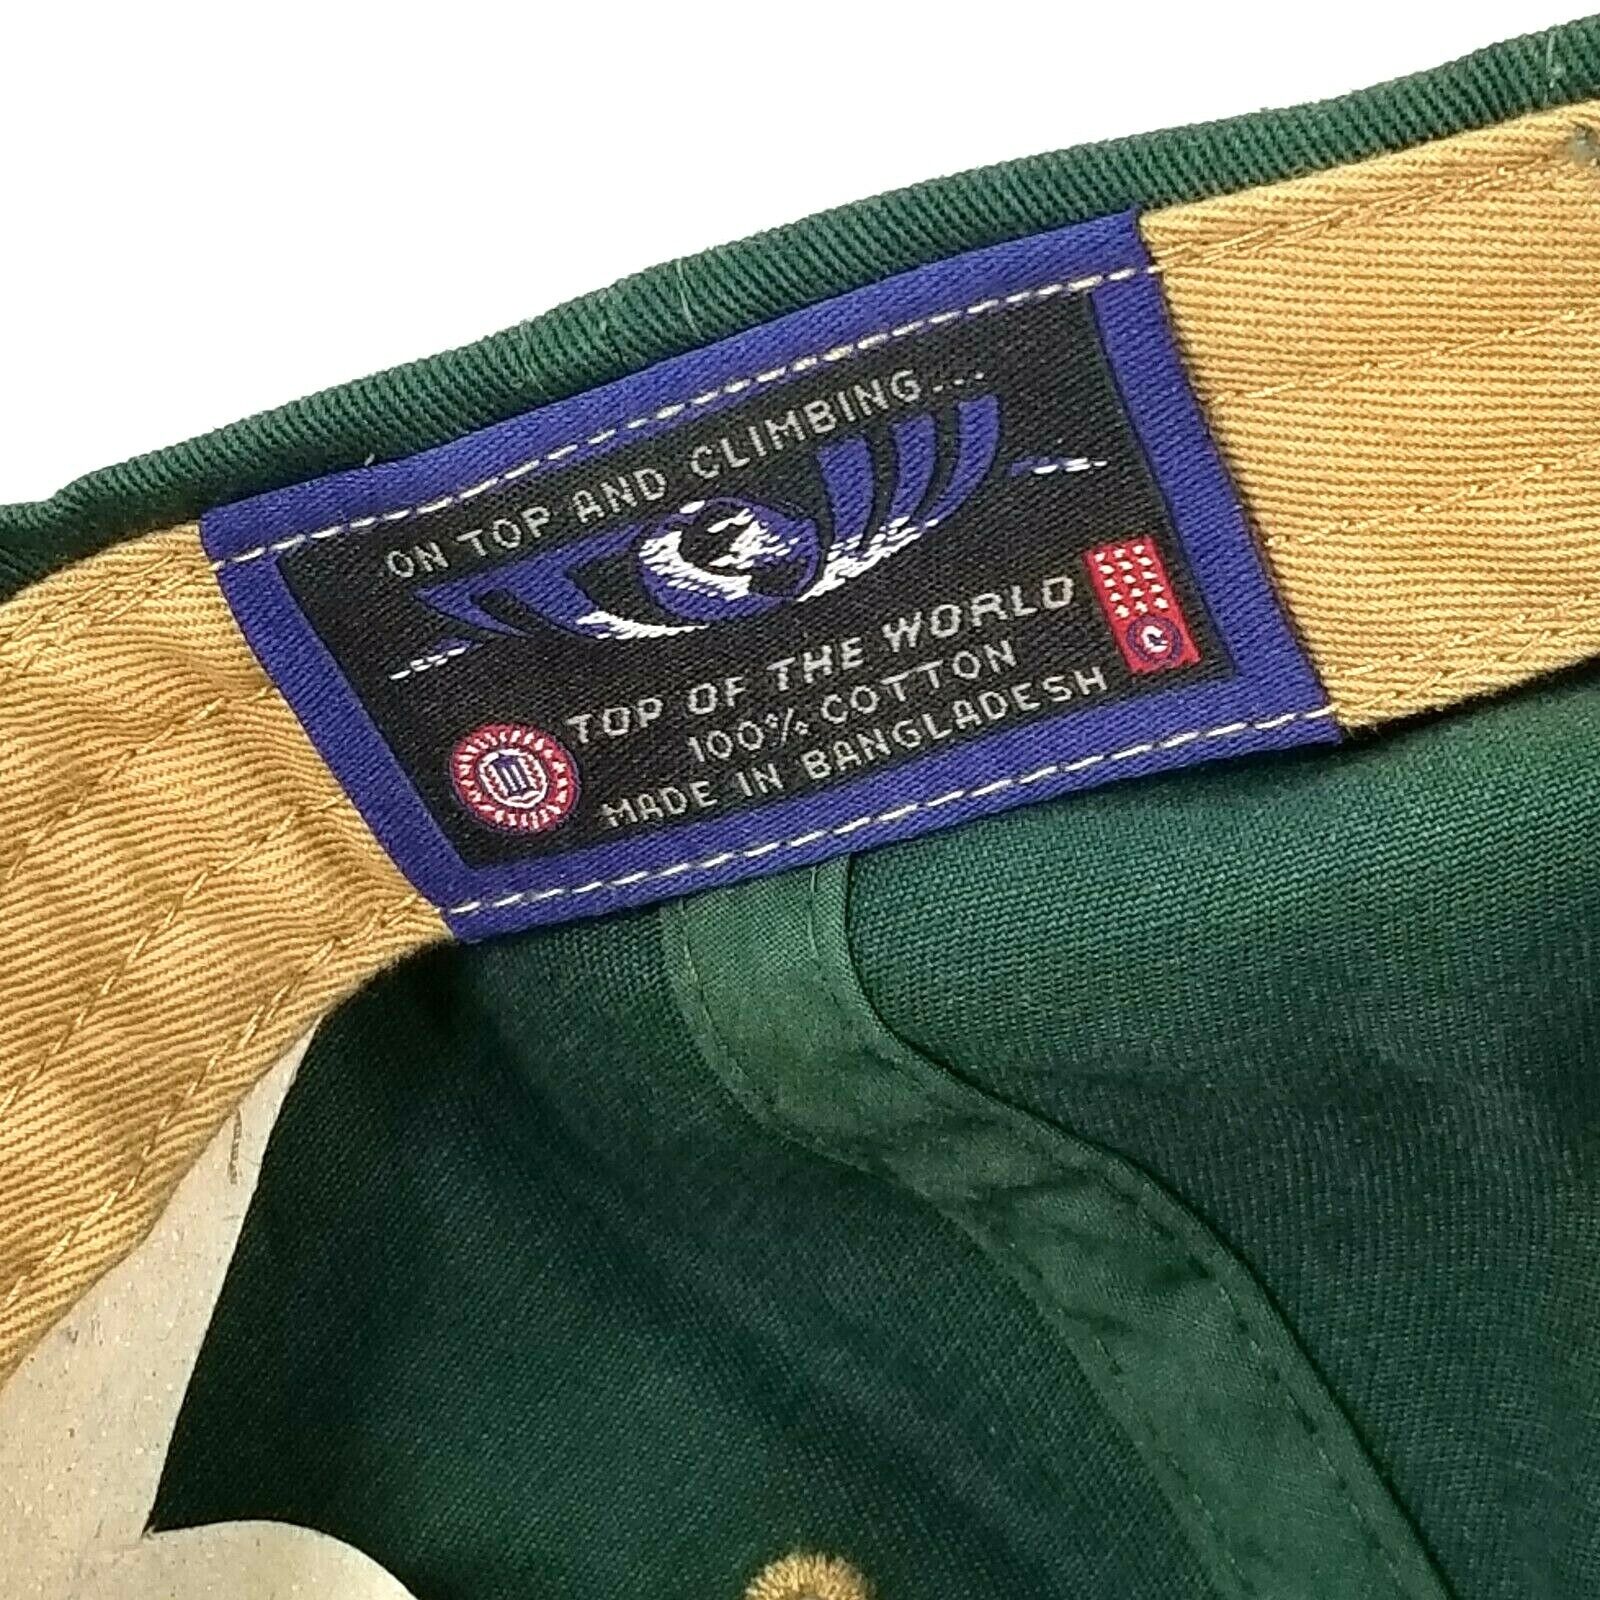 ON TOP AND CLIMBING....
TOP OF THE WORLD
100% COTTON
MADE IN BANGLADESH